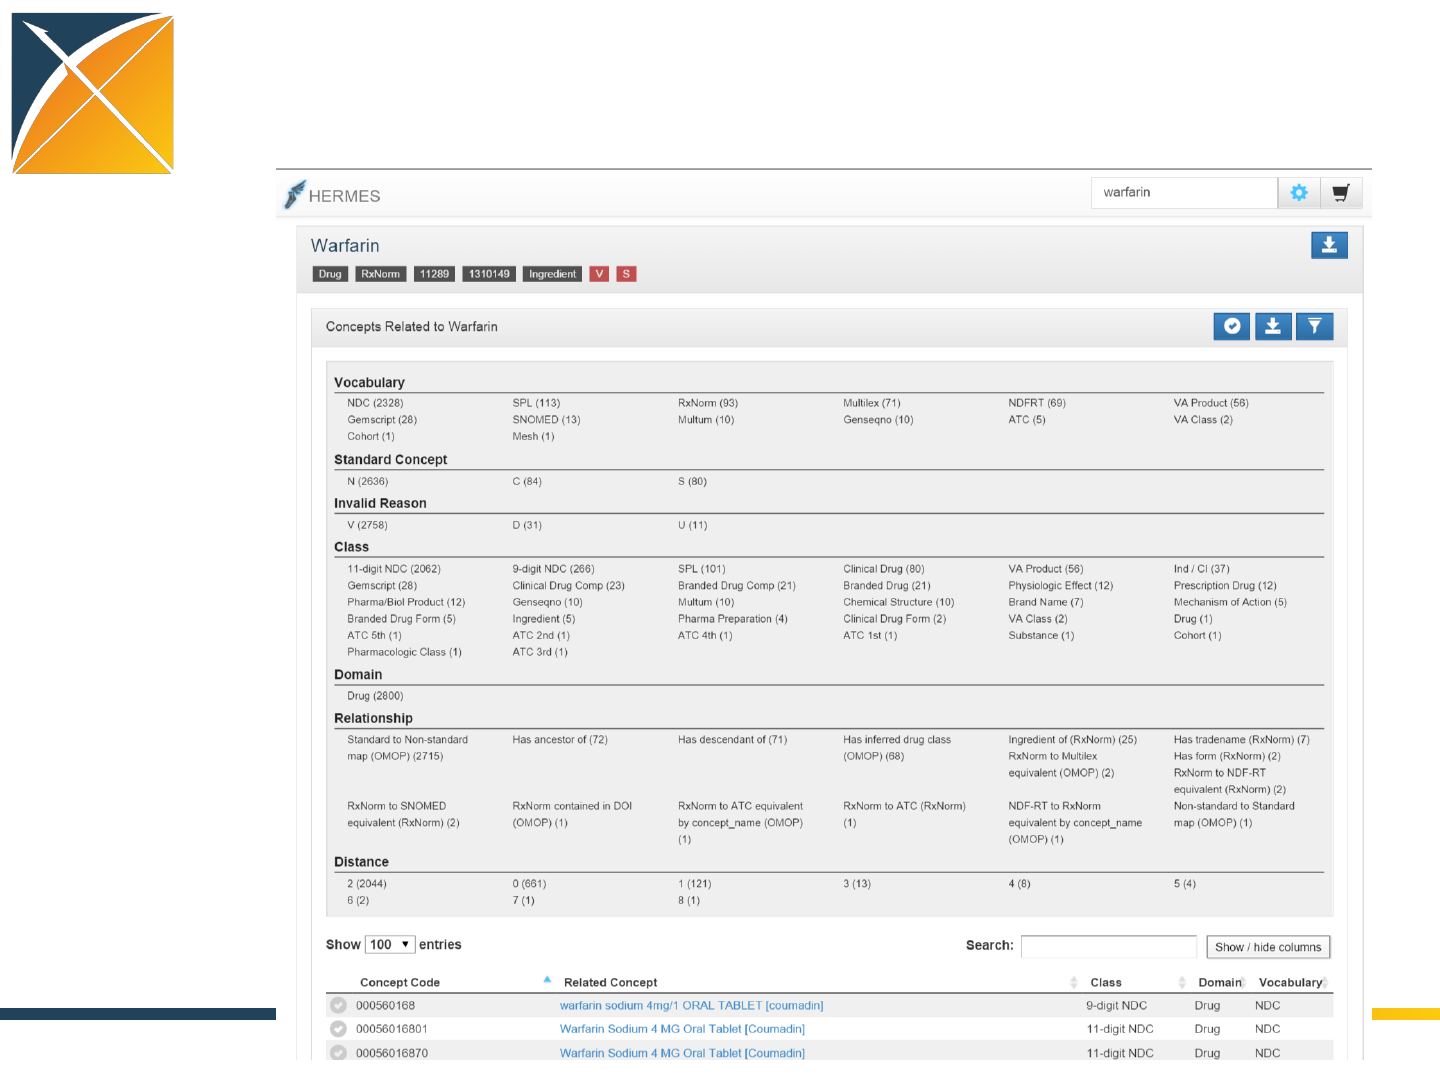 HERMES
warfarin
Warfarin
Drug RxNorm 11289 1310149 Ingredient V S
Concepts Related to Warfarin
Vocabulary
NDC (2328) SPL (113) RxNorm (93) Multilex (71) NDFRT (69) VA Product (56)
Gemscript (28) SNOMED (13) Multum (10) Genseqno (10) ATC (5) VA Class (2)
Cohort (1) Mesh (1)
Standard Concept
N (2636) C (84) S (80)
Invalid Reason
V (2758) D (31) U (11)
Class
11-digit NDC (2062) 9-digit NDC (266) SPL (101) Clinical Drug (80) VA Product (56) Ind / CI (37)
Gemscript (28) Clinical Drug Comp (23) Branded Drug Comp (21) Branded Drug (21) Physiologic Effect (12) Prescription Drug (12)
Pharma/Biol Product (12) Genseqno (10) Multum (10) Chemical Structure (10) Brand Name (7) Mechanism of Action (5)
Branded Drug Form (5) Ingredient (5) Pharma Preparation (4) Clinical Drug Form (2) VA Class (2) Drug (1)
ATC 5th (1) ATC 2nd (1) ATC 4th (1) ATC 1st (1) Substance (1) Cohort (1)
Pharmacologic Class (1) ATC 3rd (1)
Domain
Drug (2800)
Relationship
Standard to Non-standard Has ancestor of (72) Has descendant of (71) Has inferred drug class Ingredient of (RxNorm) (25) Has tradename (RxNorm) (7)
map (OMOP) (2715) (OMOP) (68) RxNorm to Multilex Has form (RxNorm) (2)
equivalent (OMOP) (2) RxNorm to NDF-RT
equivalent (RxNorm) (2)
RxNorm to SNOMED RxNorm contained in DOI RxNorm to ATC equivalent RxNorm to ATC (RxNorm) NDF-RT to RxNorm Non-standard to Standard
equivalent (RxNorm) (2) (OMOP) (1) by concept_name (OMOP) (1) equivalent by concept_name map (OMOP) (1)
(1) (OMOP) (1)
Distance
2 (2044) 0 (661) 1 (121) 3 (13) 4 (8) 5 (4)
6 (2) 7 (1) 8 (1)
Show 100 entries Search: Show / hide columns
Concept Code Related Concept Class Domain Vocabulary
000560168 warfarin sodium 4mg/1 ORAL TABLET [coumadin] 9-digit NDC Drug NDC
00056016801 Warfarin Sodium 4 MG Oral Tablet [Coumadin] 11-digit NDC Drug NDC
00056016870 Warfarin Sodium 4 MG Oral Tablet [Coumadin] 11-digit NDC Drug NDC